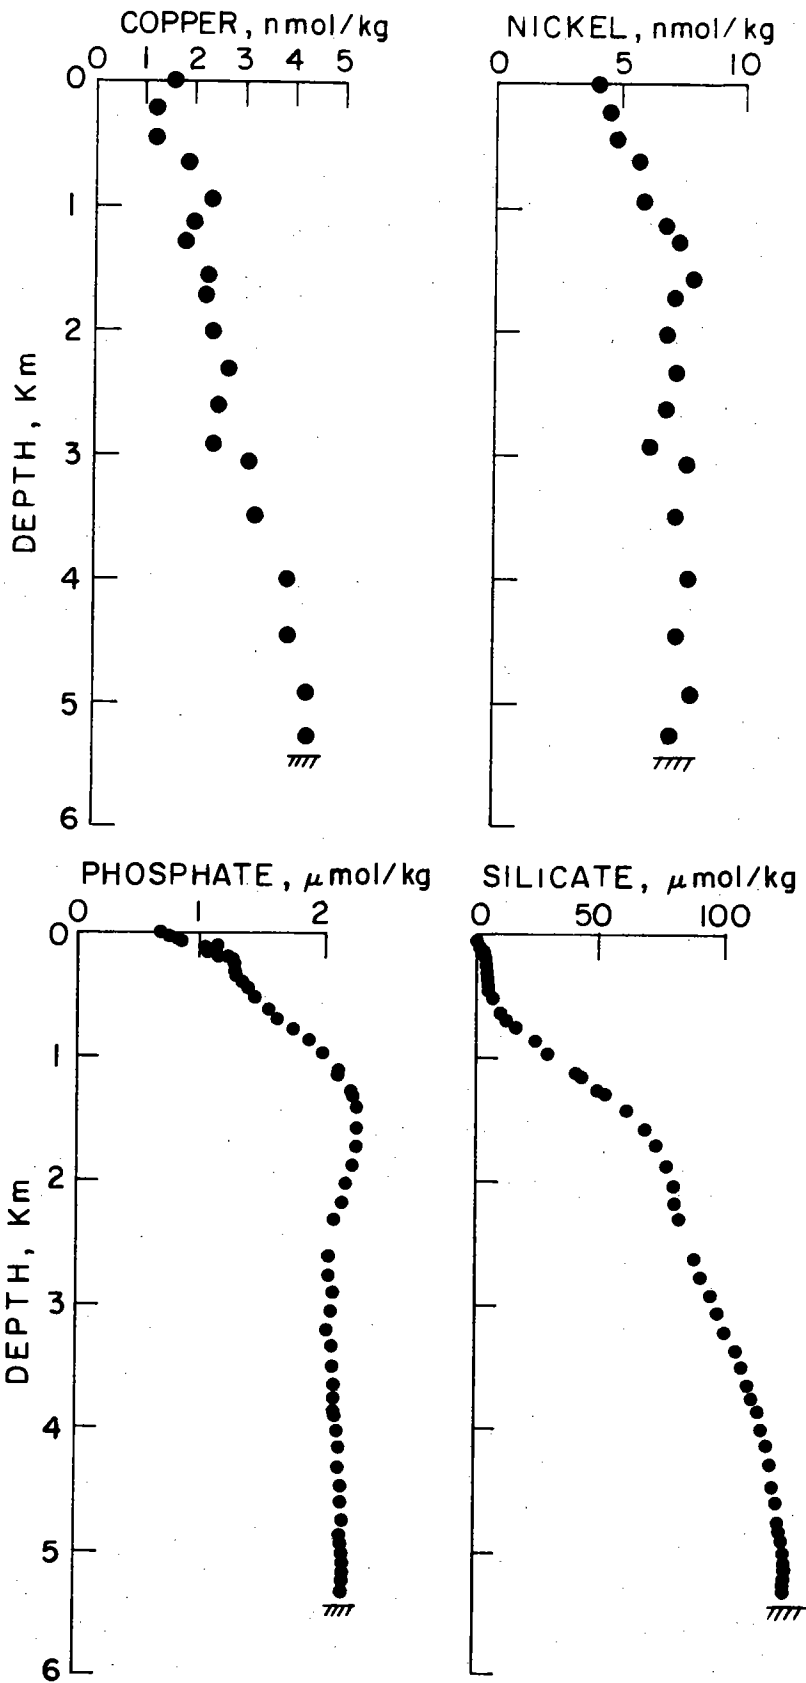 COPPER, nmol/kg
0 1 2 3 4 5
0
1
2
3
4
5
6
DEPTH, Km
NICKEL, nmol/kg
0 5 10
PHOSPHATE, μmol/kg
0 1 2
0
1
2
3
4
5
6
DEPTH, Km
SILICATE, μmol/kg
0 50 100